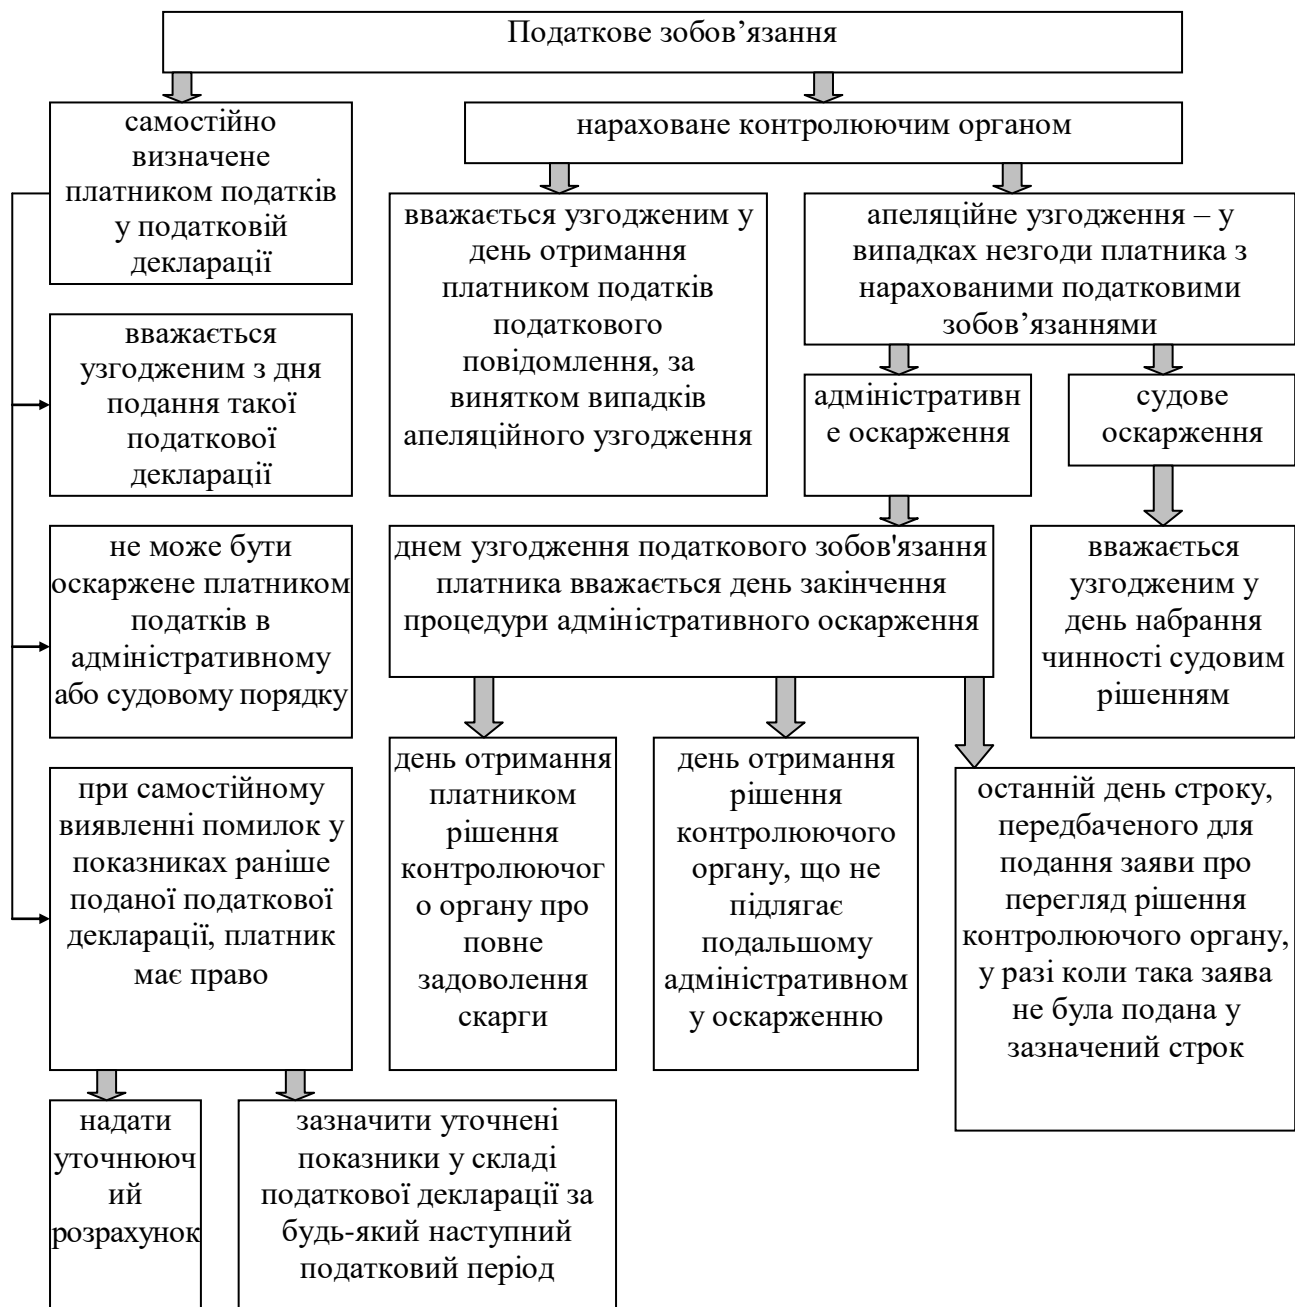 Податкове зобов’язання
самостійно
визначене
платником податків
у податковій
декларації
нараховане контролюючим органом
вважається узгодженим у
день отримання
платником податків
податкового
повідомлення, за
винятком випадків
апеляційного узгодження
апеляційне узгодження – у
випадках незгоди платника з
нарахованими податковими
зобов’язаннями
вважається
узгодженим з дня
подання такої
податкової
декларації
адміністративн
е оскарження
судове
оскарження
не може бути
оскаржене платником
податків в
адміністративному
або судовому порядку
днем узгодження податкового зобов'язання
платника вважається день закінчення
процедури адміністративного оскарження
вважається
узгодженим у
день набрання
чинності судовим
рішенням
при самостійному
виявленні помилок у
показниках раніше
поданої податкової
декларації, платник
має право
день отримання
платником
рішення
контролюючог
о органу про
повне
задоволення
скарги
день отримання
рішення
контролюючого
органу, що не
підлягає
подальшому
адміністративном
у оскарженню
останній день строку,
передбаченого для
подання заяви про
перегляд рішення
контролюючого органу,
у разі коли така заява
не була подана у
зазначений строк
надати
уточнююч
ий
розрахунок
зазначити уточнені
показники у складі
податкової декларації за
будь-який наступний
податковий період